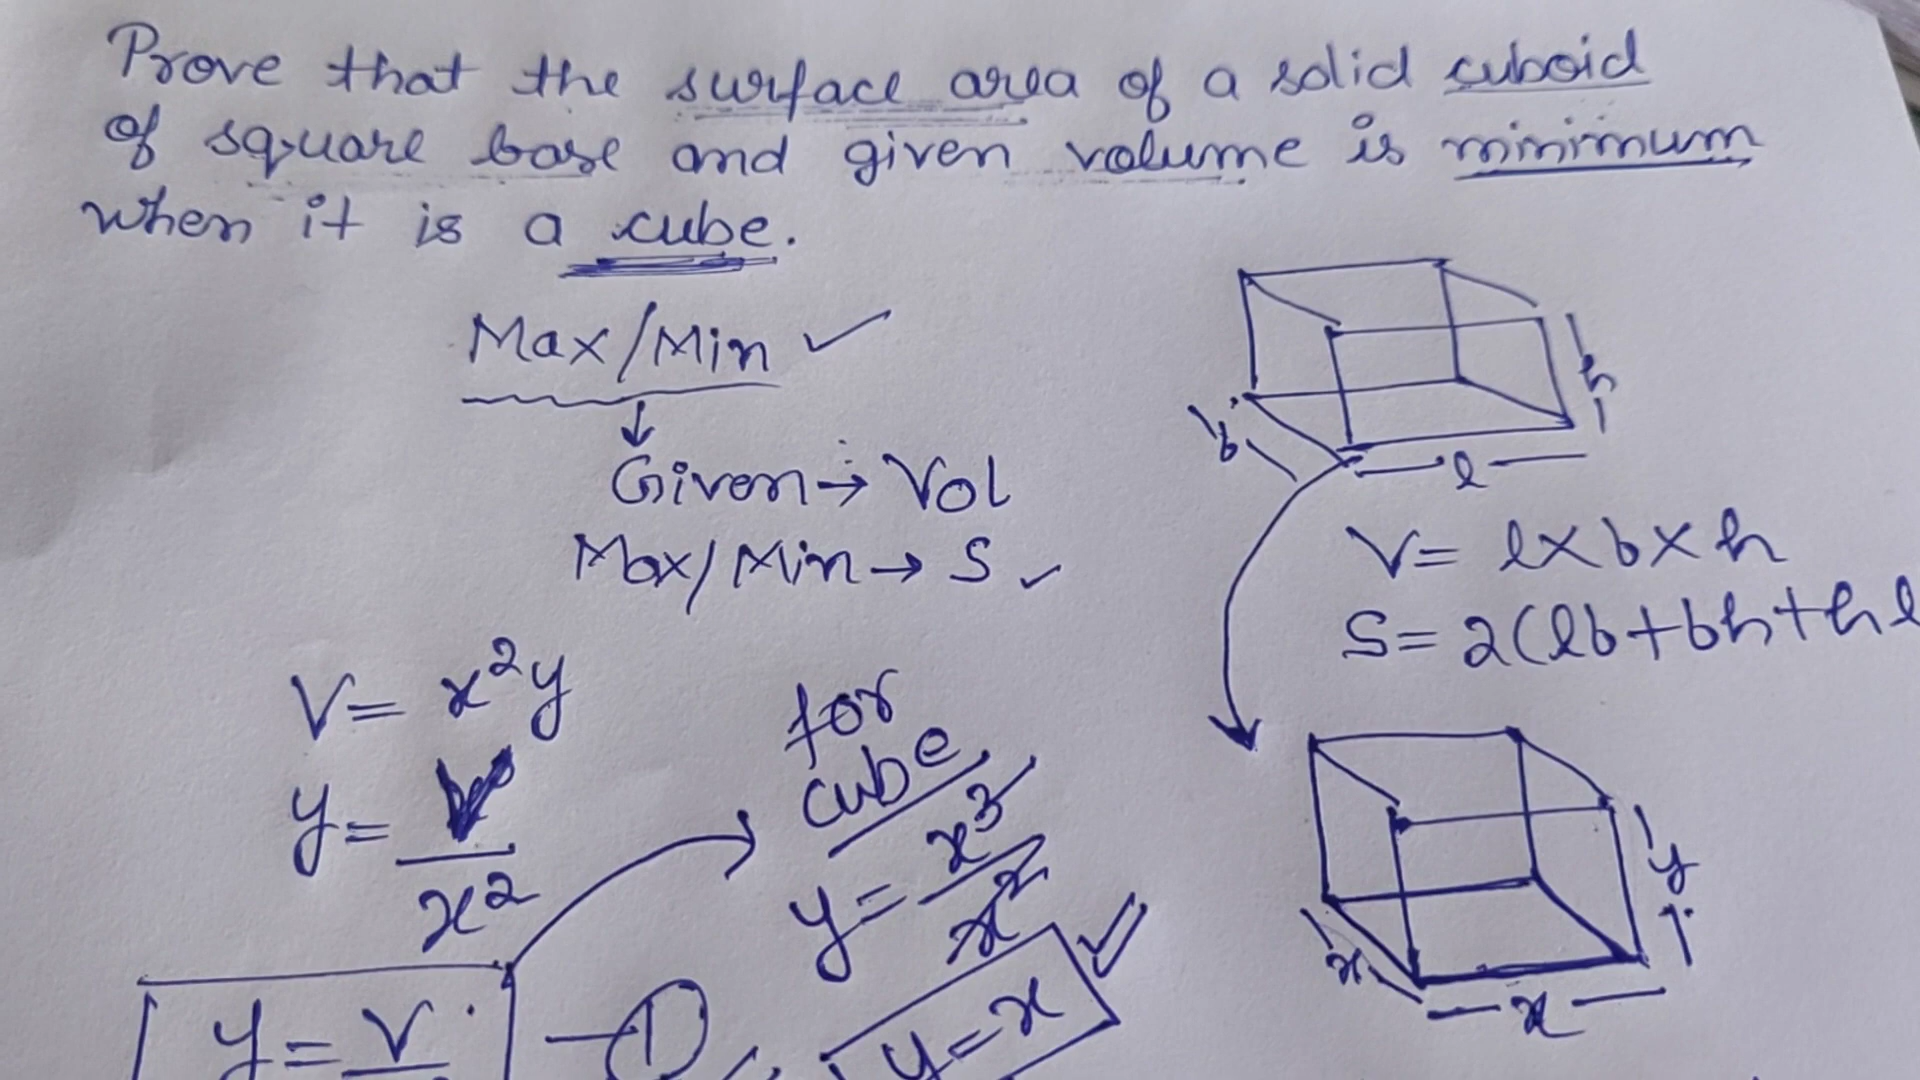 Prove that the surface area of a solid cuboid
of square base and given volume is minimum
when it is a cube.
Max/Min ✓
↓
Given → Vol
Max/Min → S ✓
h
b
l
V = l×b×h
S = 2(lb+bh+hl
V = x²y
y = V/x²
y = V
①
for
cube
y = x³/x²
y = x ✓
y
x
x